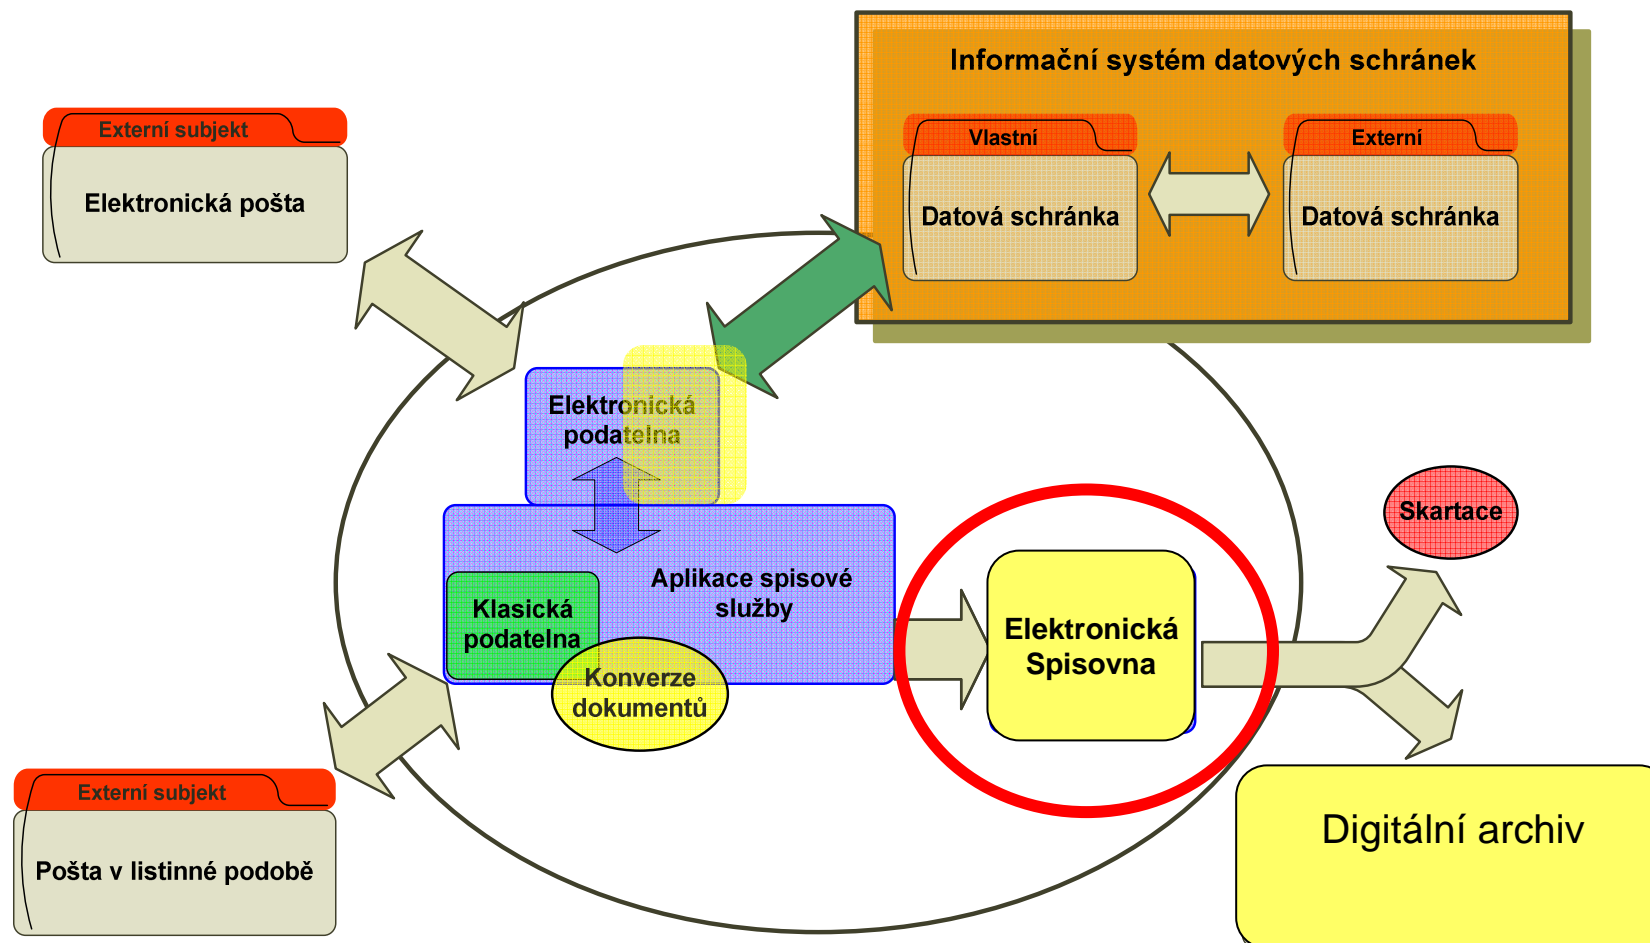 Informační systém datových schránek
Externí subjekt
Elektronická pošta
Vlastní
Datová schránka
Externí
Datová schránka
Elektronická
podatelna
Aplikace spisové
služby
Klasická
podatelna
Konverze
dokumentů
Elektronická
Spisovna
Skartace
Externí subjekt
Pošta v listinné podobě
Digitální archiv